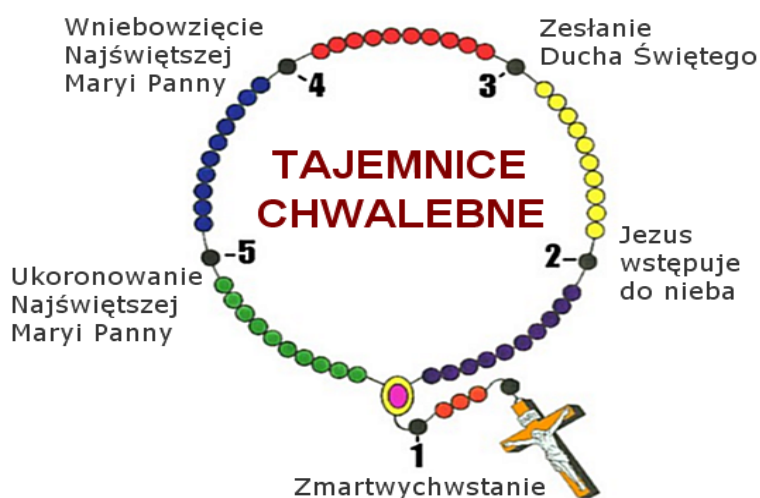 Wniebowzięcie
Najświętszej
Maryi Panny
4
3
Zesłanie
Ducha Świętego
TAJEMNICE
CHWALEBNE
5
Ukoronowanie
Najświętszej
Maryi Panny
2
Jezus
wstępuje
do nieba
1
Zmartwychwstanie